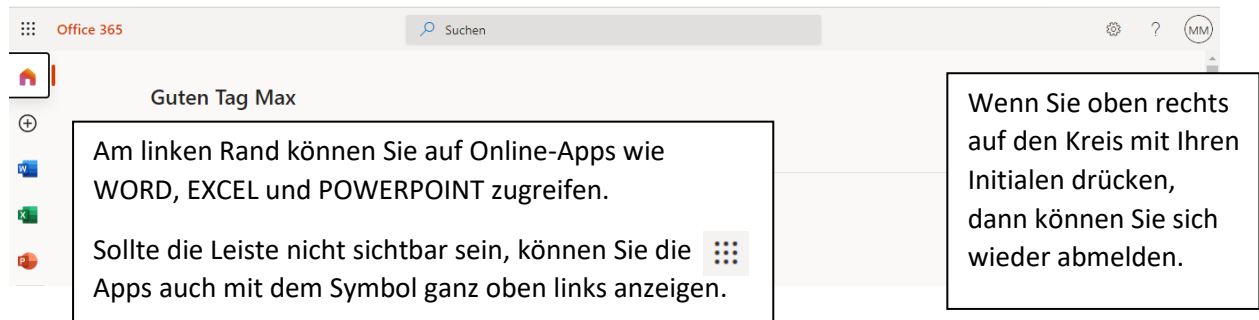 Office 365
Suchen
?
MM
Guten Tag Max
Am linken Rand können Sie auf Online-Apps wie
WORD, EXCEL und POWERPOINT zugreifen.
Sollte die Leiste nicht sichtbar sein, können Sie die
Apps auch mit dem Symbol ganz oben links anzeigen.
Wenn Sie oben rechts
auf den Kreis mit Ihren
Initialen drücken,
dann können Sie sich
wieder abmelden.
W
X
P